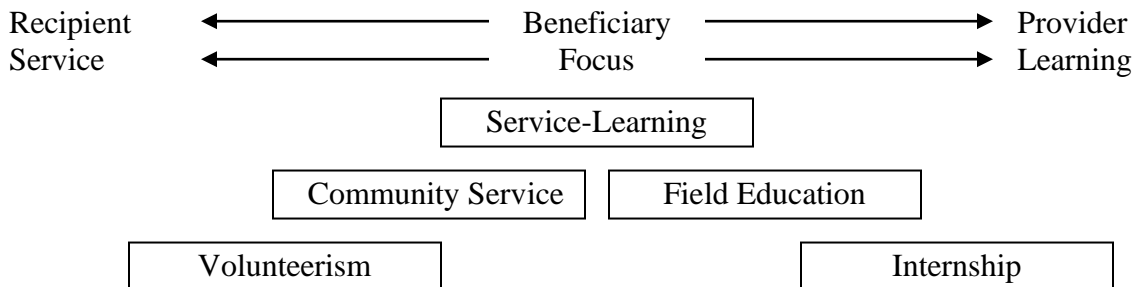 Recipient Beneficiary Provider
Service Focus Learning
Service-Learning
Community Service Field Education
Volunteerism Internship